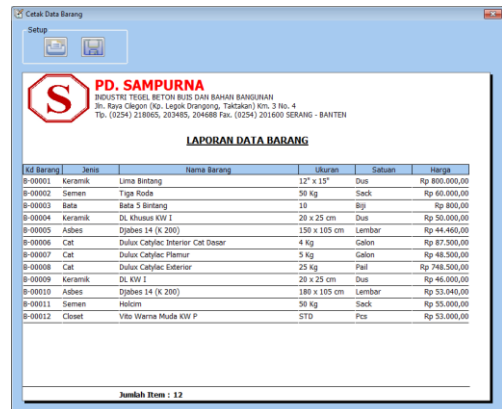 Cetak Data Barang
Setup
S
PD. SAMPURNA
INDUSTRI TEGEL BETON BUIS DAN BAHAN BANGUNAN
Jln. Raya Cilegon (Kp. Legok Drangong, Taktakan) Km. 3 No. 4
Tlp. (0254) 218065, 203485, 204688 Fax. (0254) 201600 SERANG - BANTEN
LAPORAN DATA BARANG
Kd Barang Jenis Nama Barang Ukuran Satuan Harga
B-00001 Keramik Lima Bintang 12" x 15" Dus Rp 800.000,00
B-00002 Semen Tiga Roda 50 Kg Sack Rp 60.000,00
B-00003 Bata Bata 5 Bintang 10 Biji Rp 800,00
B-00004 Keramik DL Khusus KW I 20 x 25 cm Dus Rp 50.000,00
B-00005 Asbes Djabes 14 (K 200) 150 x 105 cm Lembar Rp 44.460,00
B-00006 Cat Dulux Catylac Interior Cat Dasar 4 Kg Galon Rp 87.500,00
B-00007 Cat Dulux Catylac Plamur 5 Kg Galon Rp 48.500,00
B-00008 Cat Dulux Catylac Exterior 25 Kg Pail Rp 748.500,00
B-00009 Keramik DL KW I 20 x 25 cm Dus Rp 46.000,00
B-00010 Asbes Djabes 14 (K 200) 180 x 105 cm Lembar Rp 53.040,00
B-00011 Semen Holcim 50 Kg Sack Rp 55.000,00
B-00012 Closet Vito Warna Muda KW P STD Pcs Rp 53.000,00
Jumlah Item : 12